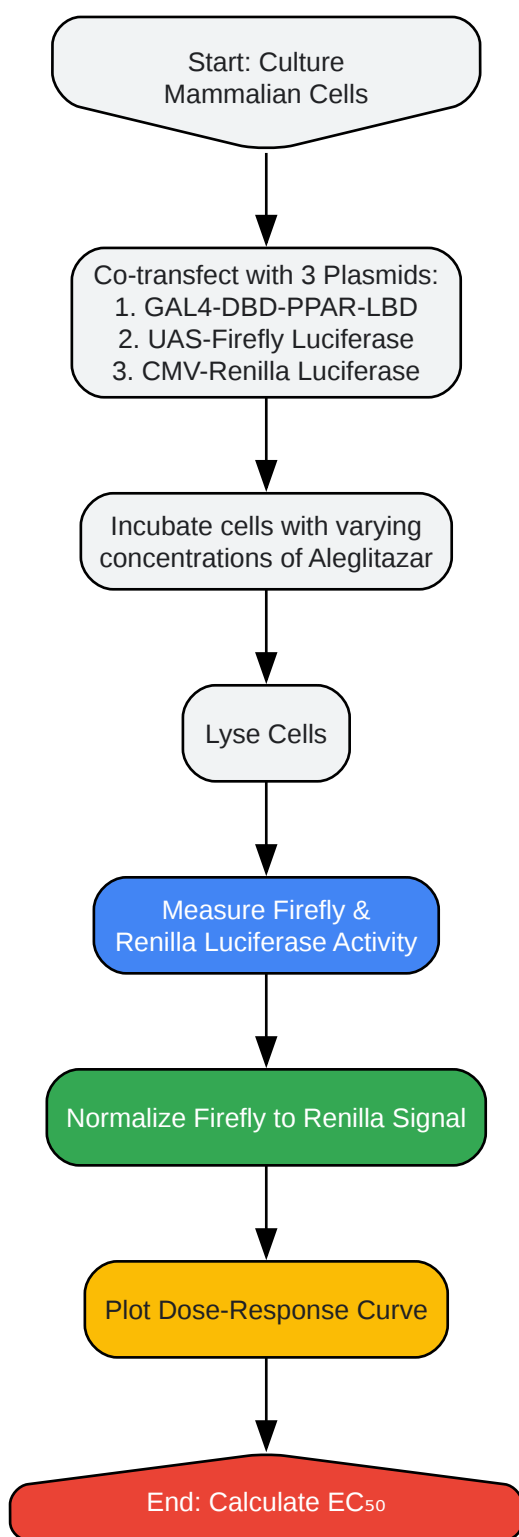 Start: Culture
Mammalian Cells
Co-transfect with 3 Plasmids:
1. GAL4-DBD-PPAR-LBD
2. UAS-Firefly Luciferase
3. CMV-Renilla Luciferase
Incubate cells with varying
concentrations of Aleglitazar
Lyse Cells
Measure Firefly &
Renilla Luciferase Activity
Normalize Firefly to Renilla Signal
Plot Dose-Response Curve
End: Calculate EC₅₀